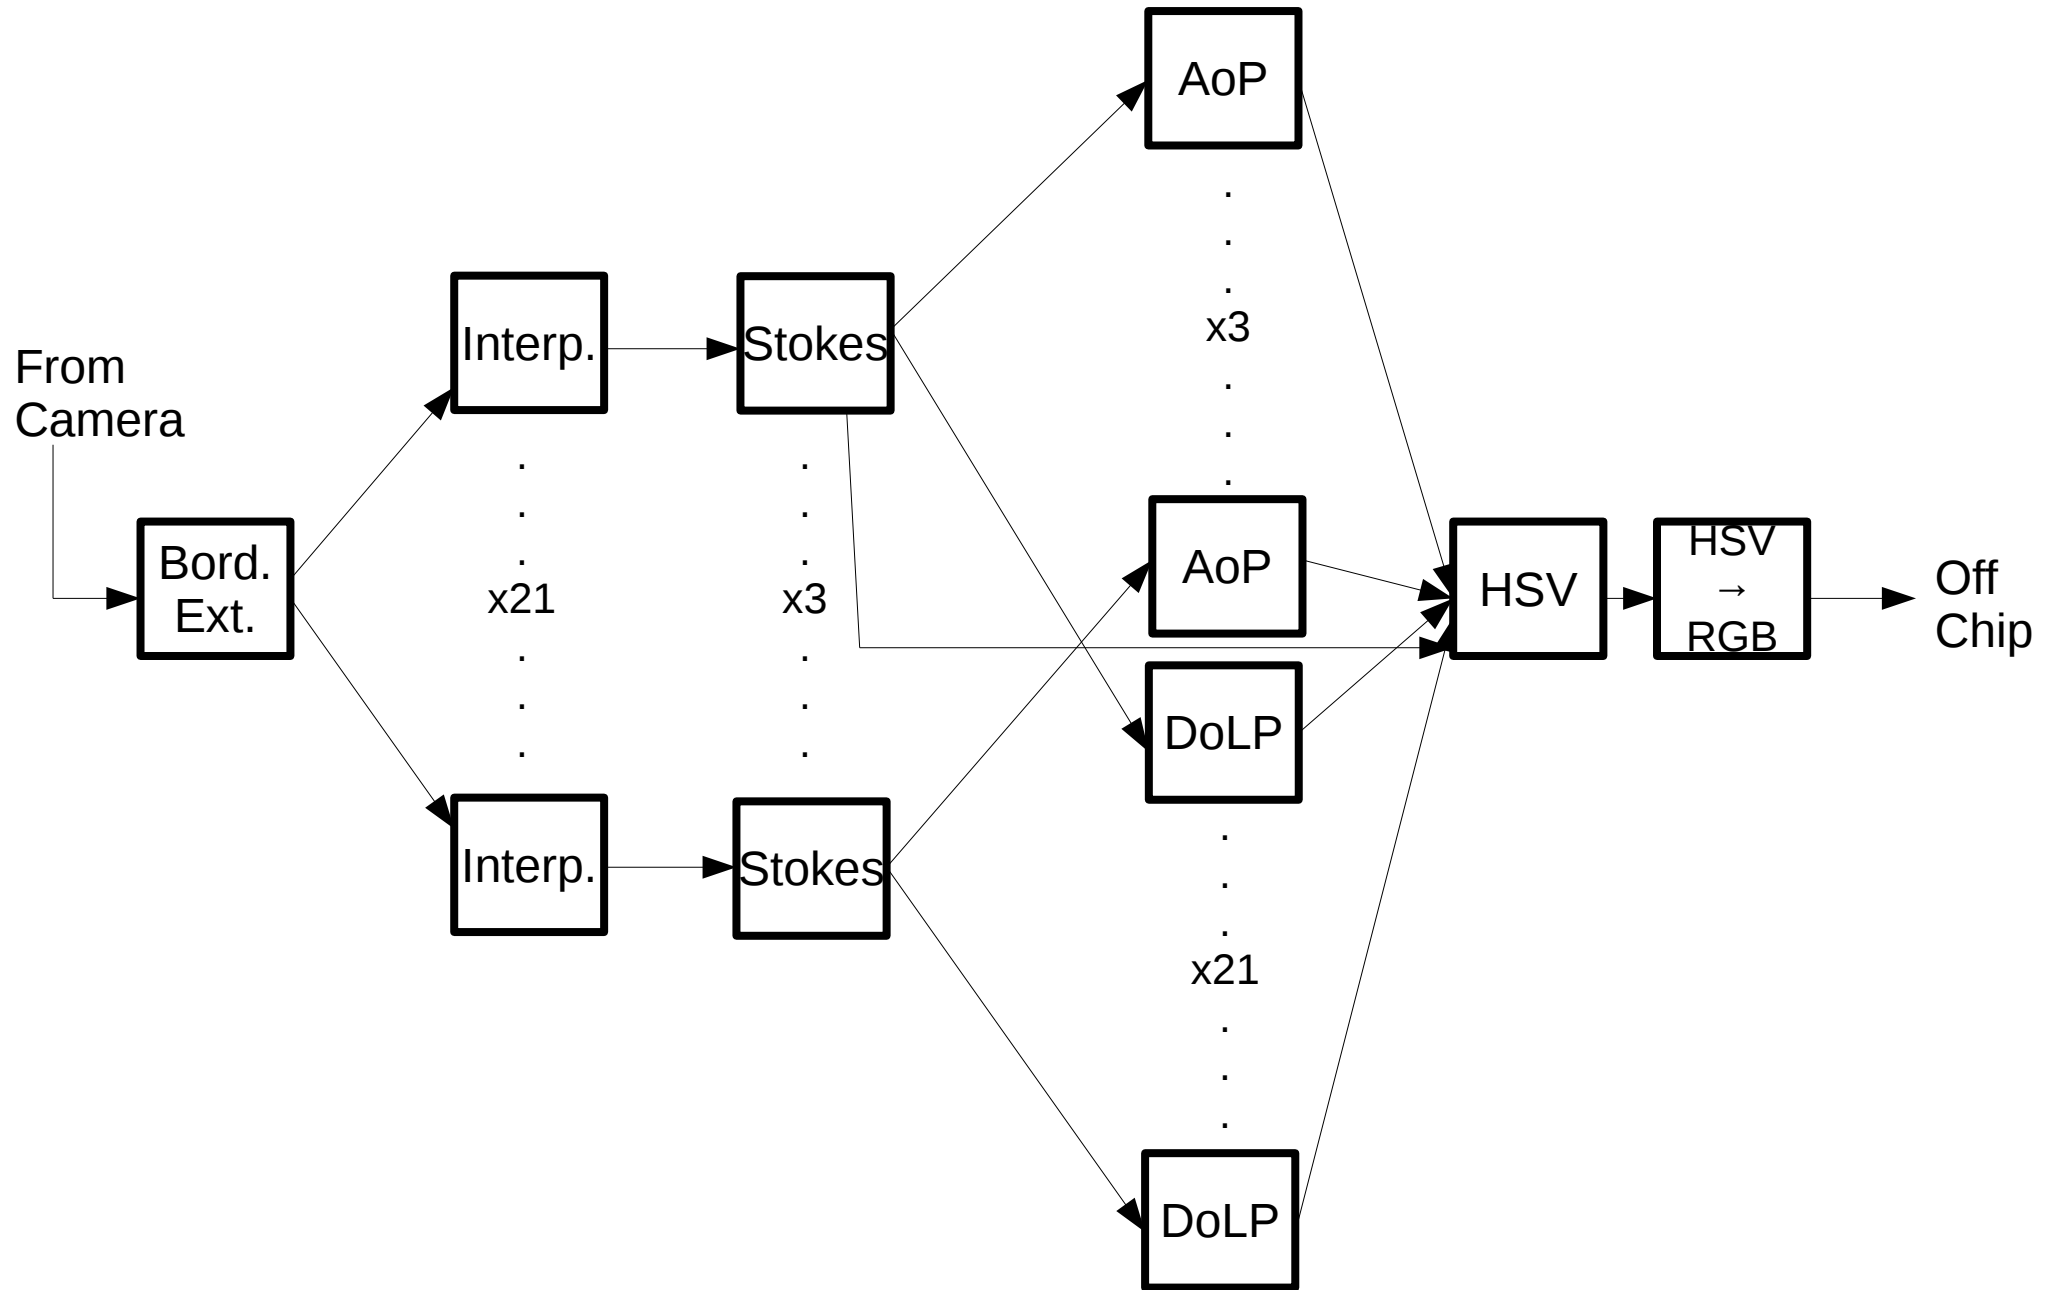 AoP
.
.
.
x3
.
.
.
From
Camera
Interp.
Stokes
.
.
.
x21
.
.
.
.
.
.
x3
.
.
.
Bord.
Ext.
AoP
HSV
HSV
→
RGB
Off
Chip
DoLP
Interp.
Stokes
.
.
.
x21
.
.
.
DoLP